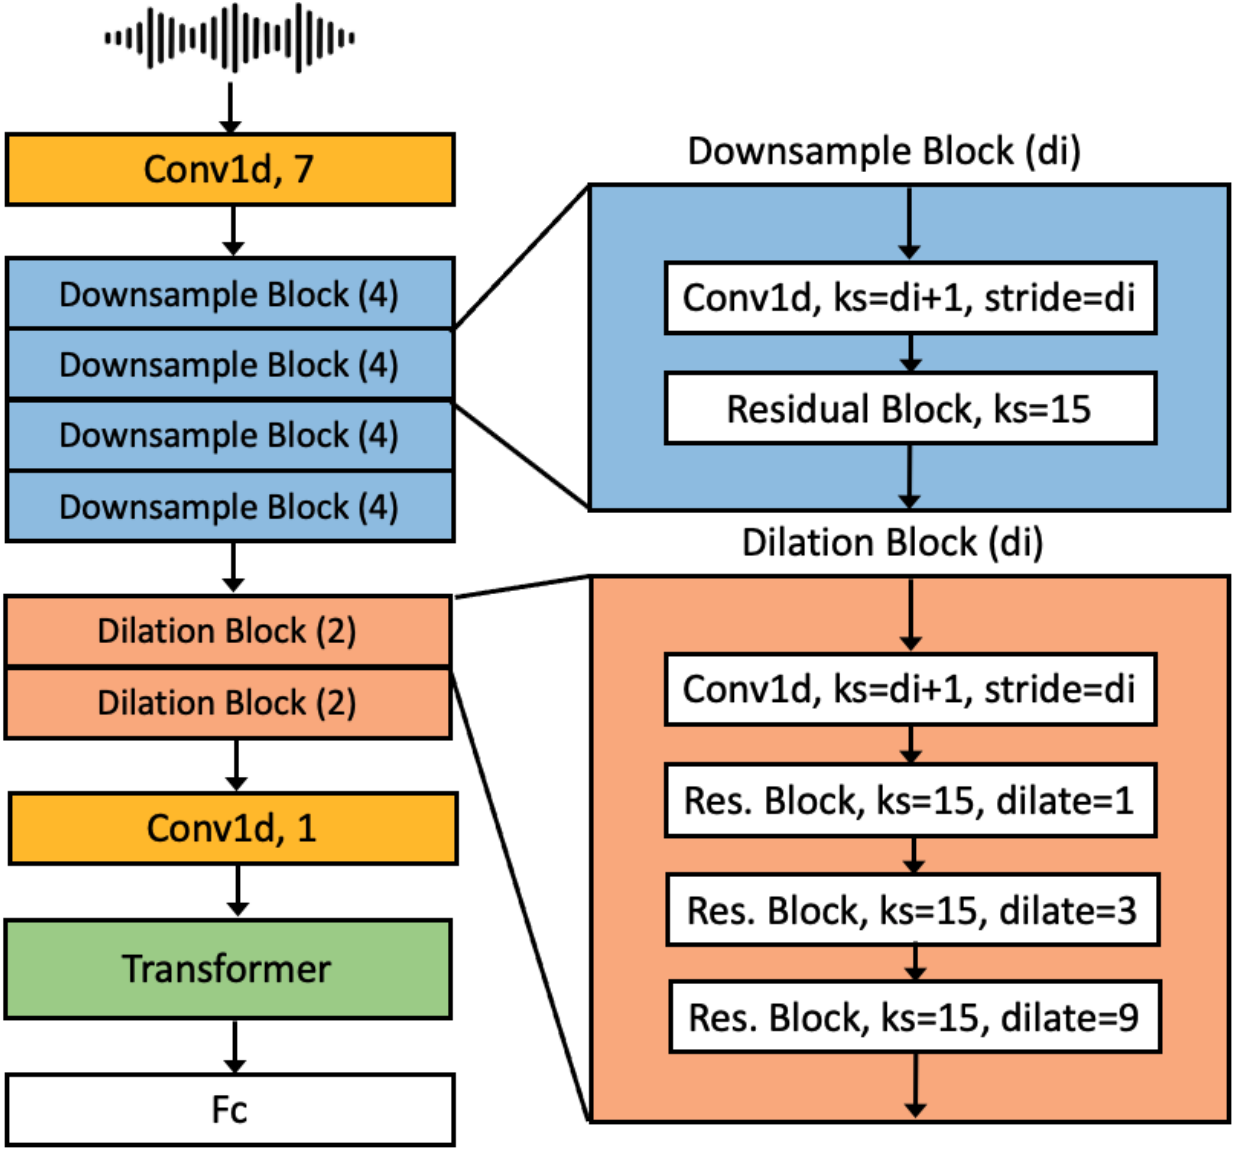 Conv1d, 7
Downsample Block (4)
Downsample Block (4)
Downsample Block (4)
Downsample Block (4)
Dilation Block (2)
Dilation Block (2)
Conv1d, 1
Transformer
Fc
Downsample Block (di)
Conv1d, ks=di+1, stride=di
Residual Block, ks=15
Dilation Block (di)
Conv1d, ks=di+1, stride=di
Res. Block, ks=15, dilate=1
Res. Block, ks=15, dilate=3
Res. Block, ks=15, dilate=9